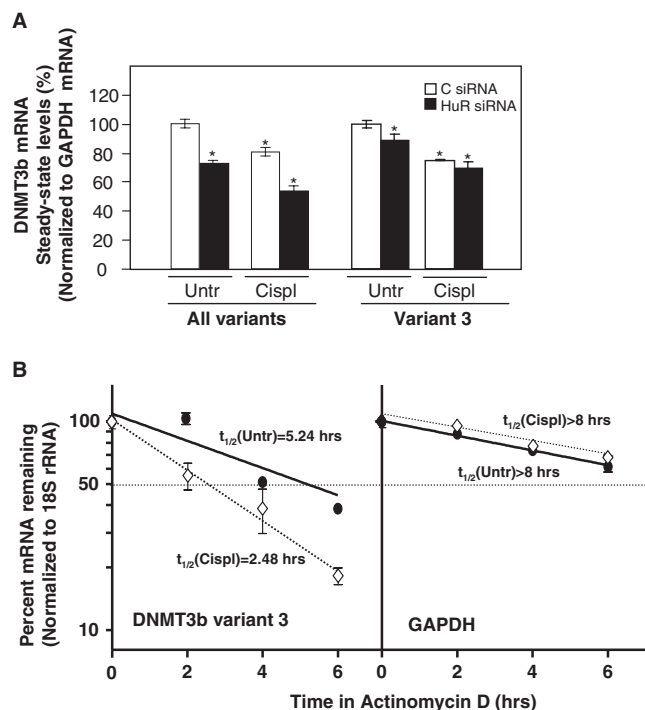 A
DNMT3b mRNA
Steady-state levels (%)
(Normalized to GAPDH mRNA)
120
100
80
60
40
20
0
C siRNA
HuR siRNA
*
*
*
*
*
*
Untr
Cispl
Untr
Cispl
All variants
Variant 3
B
Percent mRNA remaining
(Normalized to 18S rRNA)
100
50
10
t1/2(Untr)=5.24 hrs
t1/2(Cispl)=2.48 hrs
DNMT3b variant 3
t1/2(Cispl)>8 hrs
t1/2(Untr)>8 hrs
GAPDH
0 2 4 6 0 2 4 6
Time in Actinomycin D (hrs)